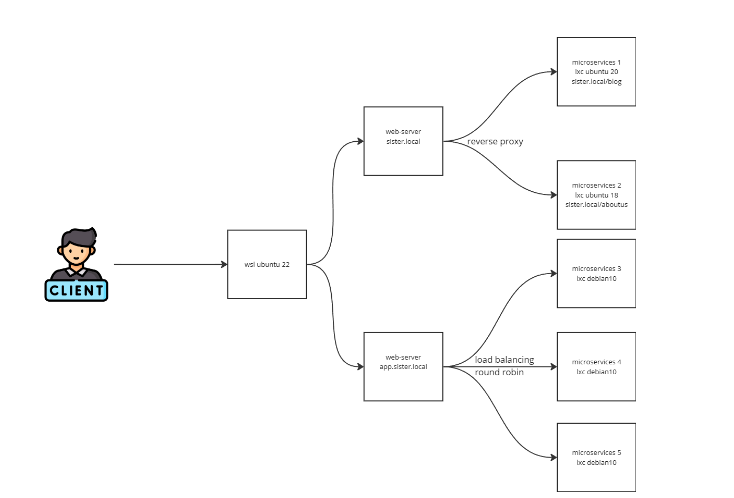 microservices 1
lxc ubuntu 20
sister.local/blog
web-server
sister.local
reverse proxy
microservices 2
lxc ubuntu 18
sister.local/aboutus
CLIENT
wsl ubuntu 22
microservices 3
lxc debian10
web-server
app.sister.local
load balancing
round robin
microservices 4
lxc debian10
microservices 5
lxc debian10